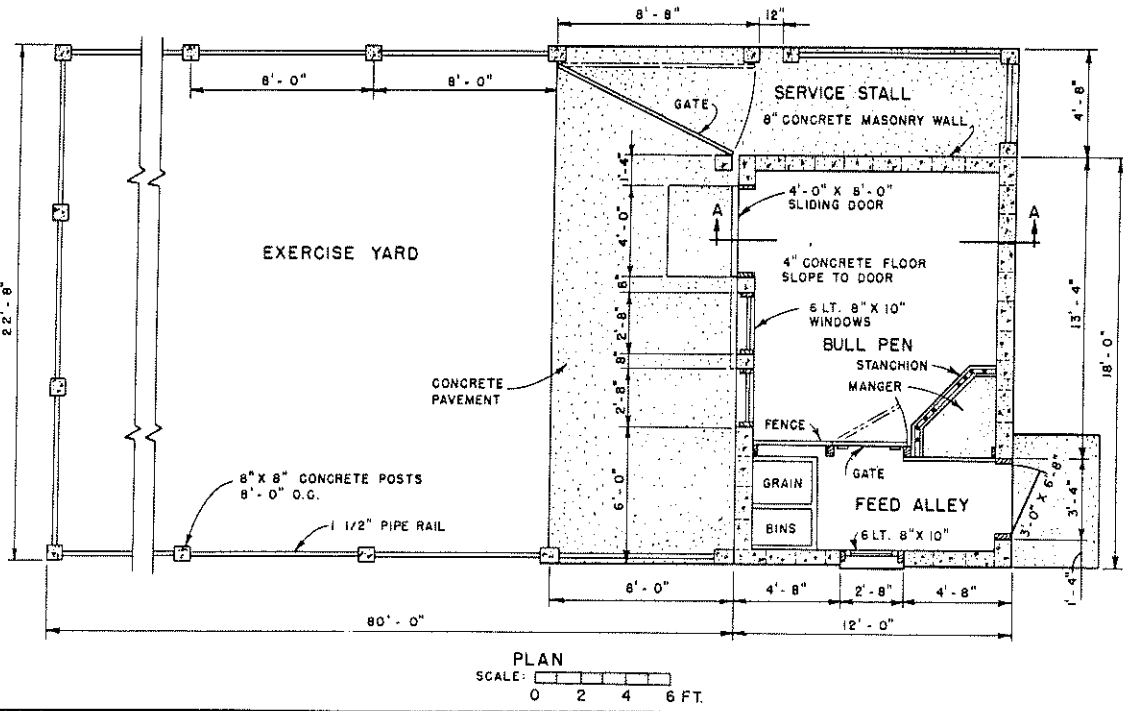 8'-8"
12"
8'-0"
8'-0"
GATE
SERVICE STALL
8" CONCRETE MASONRY WALL
4'-8"
22'-8"
1'-4"
4'-0" X 8'-0"
SLIDING DOOR
A
A
4'-0"
EXERCISE YARD
4" CONCRETE FLOOR
SLOPE TO DOOR
8"
6 LT. 8" X 10"
WINDOWS
2'-8"
13'-4"
18'-0"
BULL PEN
STANCHION
8"
MANGER
CONCRETE
PAVEMENT
2'-8"
FENCE
GATE
8" X 8" CONCRETE POSTS
8'-0" O.C.
GRAIN
FEED ALLEY
3'-0" X 6'-8"
3'-4"
6'-0"
1 1/2" PIPE RAIL
BINS
6 LT. 8" X 10"
1'-4"
8'-0"
4'-8"
2'-8"
4'-8"
80'-0"
12'-0"
PLAN
SCALE:
0 2 4 6 FT.